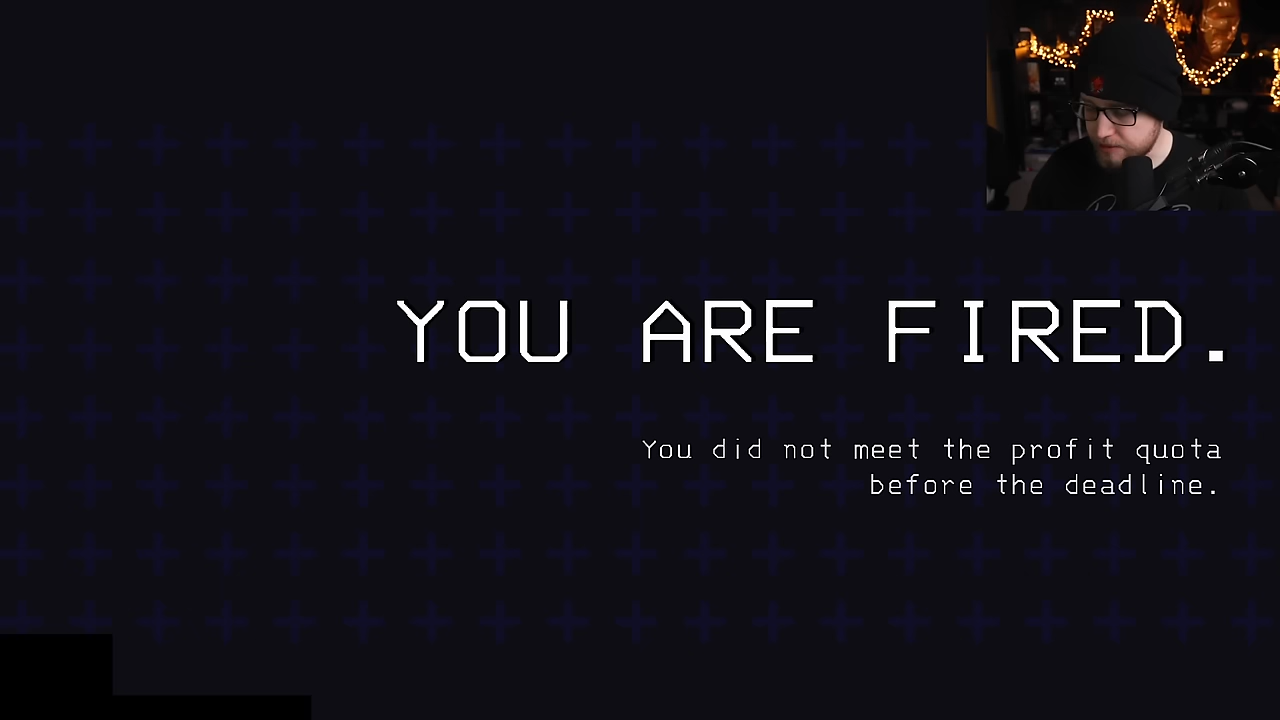 YOU ARE FIRED.
You did not meet the profit quota
before the deadline.